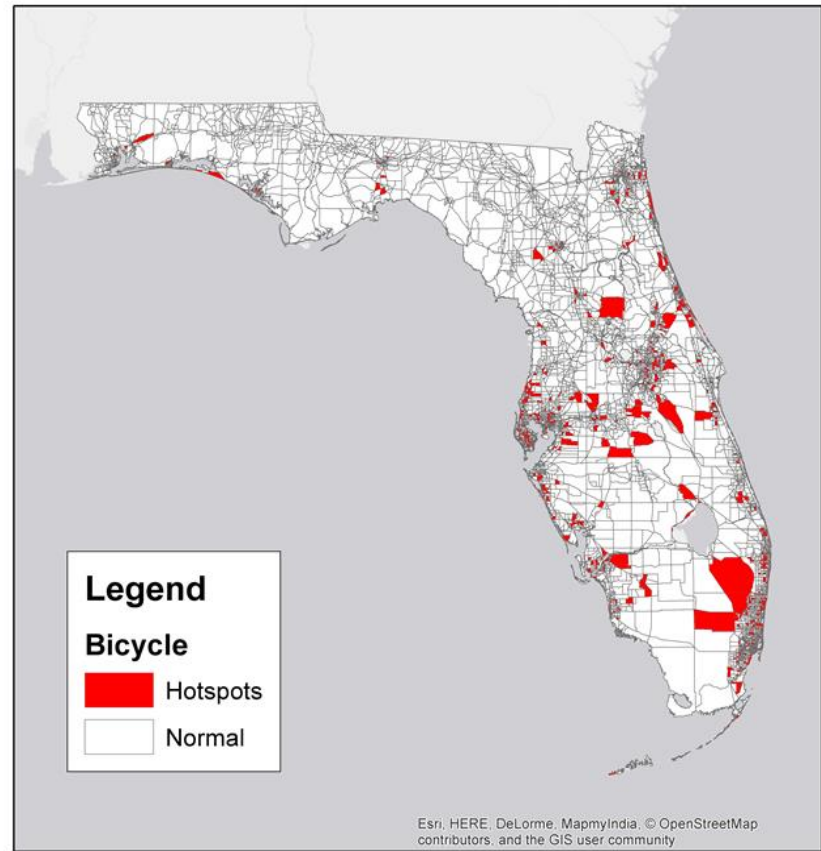 Legend
Bicycle
Hotspots
Normal
Esri, HERE, DeLorme, MapmyIndia, © OpenStreetMap
contributors, and the GIS user community